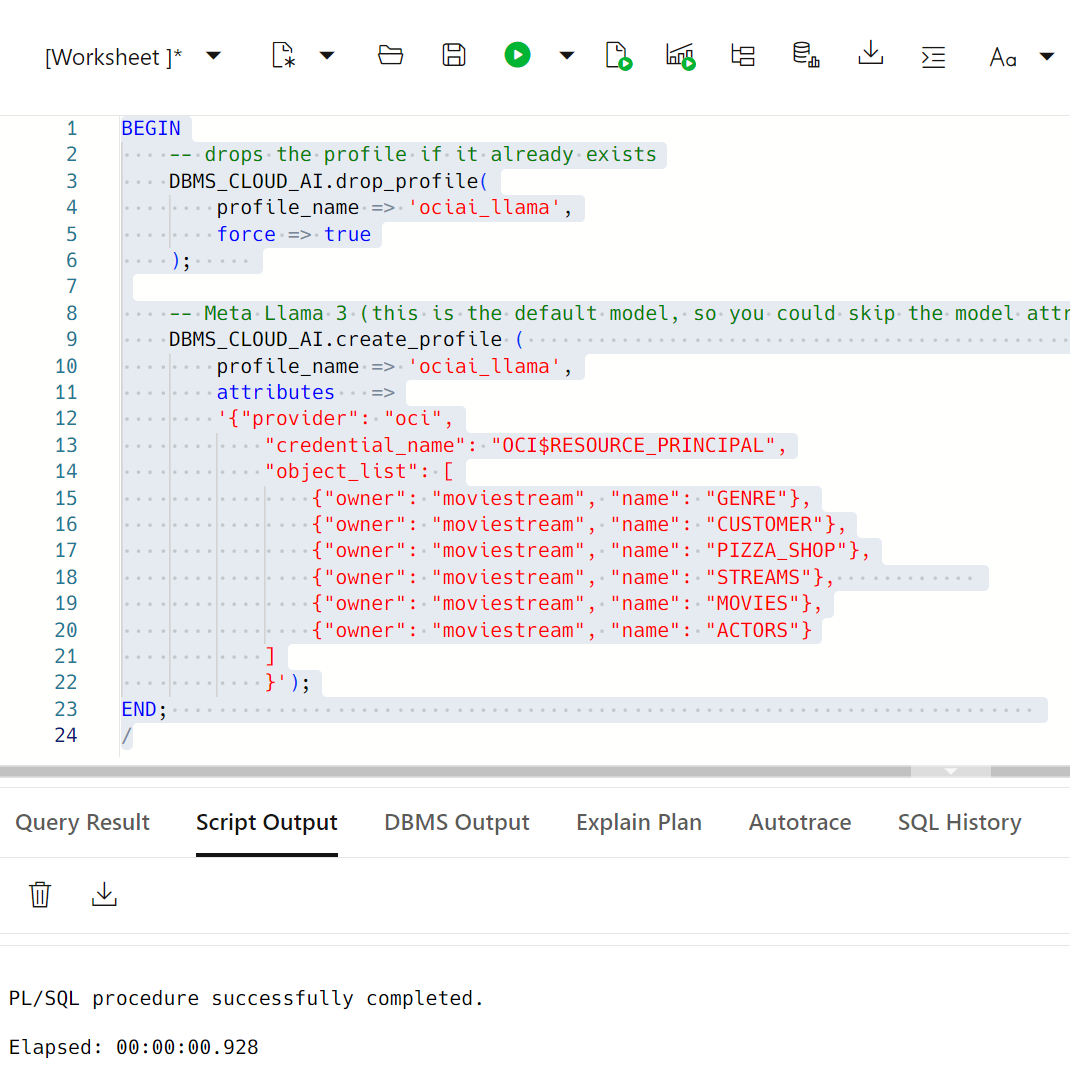 [Worksheet ]*
Aa
1 BEGIN
2 -- drops the profile if it already exists
3 DBMS_CLOUD_AI.drop_profile(
4 profile_name => 'ociai_llama',
5 force => true
6 );
7
8 -- Meta Llama 3 (this is the default model, so you could skip the model attr
9 DBMS_CLOUD_AI.create_profile (
10 profile_name => 'ociai_llama',
11 attributes =>
12 '{"provider": "oci",
13 "credential_name": "OCI$RESOURCE_PRINCIPAL",
14 "object_list": [
15 {"owner": "moviestream", "name": "GENRE"},
16 {"owner": "moviestream", "name": "CUSTOMER"},
17 {"owner": "moviestream", "name": "PIZZA_SHOP"},
18 {"owner": "moviestream", "name": "STREAMS"},
19 {"owner": "moviestream", "name": "MOVIES"},
20 {"owner": "moviestream", "name": "ACTORS"}
21 ]
22 }');
23 END;
24 /
Query Result Script Output DBMS Output Explain Plan Autotrace SQL History
PL/SQL procedure successfully completed.
Elapsed: 00:00:00.928